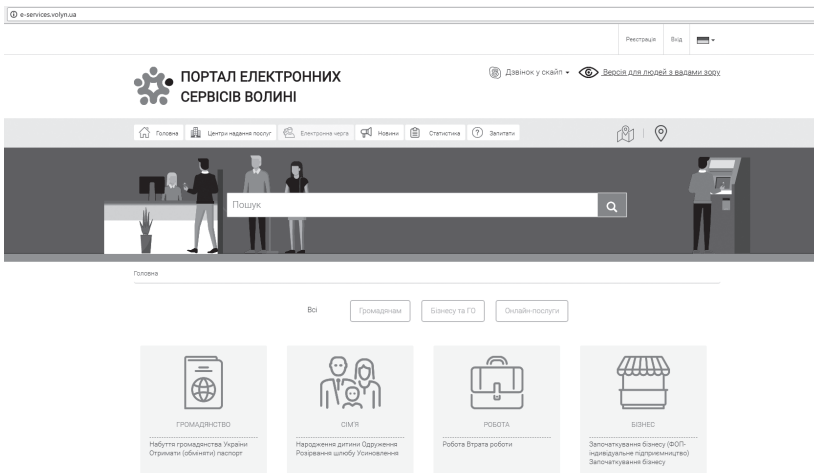 e-services.volyn.ua
Реєстрація Вхід
ПОРТАЛ ЕЛЕКТРОННИХ
СЕРВІСІВ ВОЛИНІ
Дзвінок у скайп Версія для людей з вадами зору
Головна Центри надання послуг Електронна черга Новини Статистика Запитати
Пошук
Головна
Всі Громадянам Бізнесу та ГО Онлайн-послуги
ГРОМАДЯНСТВО
Набуття громадянства України
Отримати (обміняти) паспорт
СІМ'Я
Народження дитини Одруження
Розірвання шлюбу Усиновлення
РОБОТА
Робота Втрата роботи
БІЗНЕС
Започаткування бізнесу (ФОП-
індивідуальне підприємництво)
Започаткування бізнесу